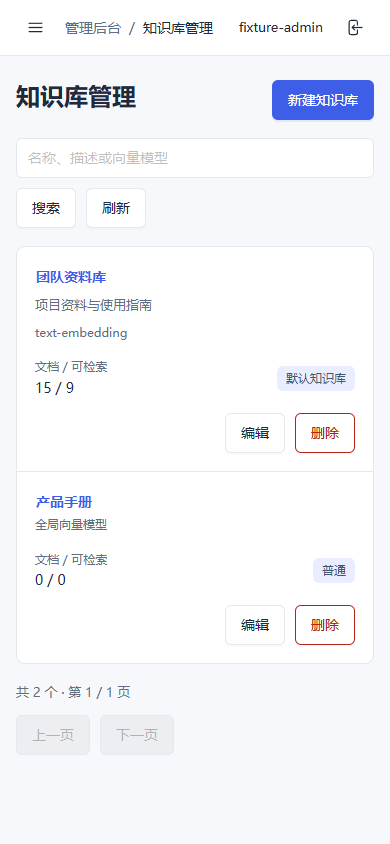 管理后台 / 知识库管理 fixture-admin
知识库管理 新建知识库
名称、描述或向量模型
搜索 刷新
团队资料库
项目资料与使用指南
text-embedding
文档 / 可检索
15 / 9 默认知识库
编辑 删除
产品手册
全局向量模型
文档 / 可检索
0 / 0 普通
编辑 删除
共 2 个 · 第 1 / 1 页
上一页 下一页